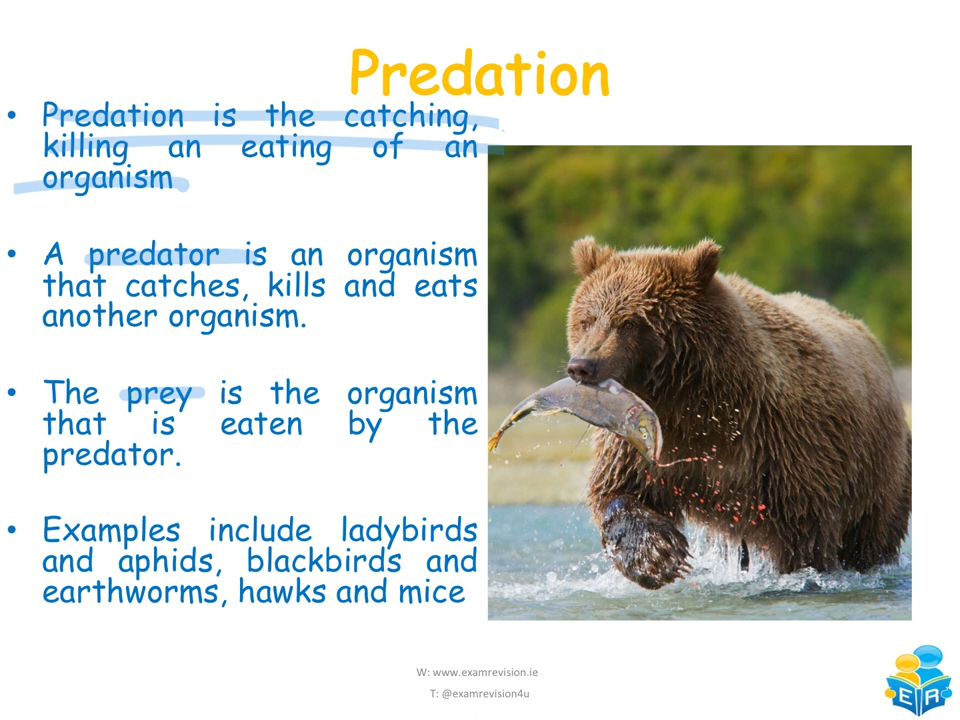 Predation
• Predation is the catching,
killing an eating of an
organism
• A predator is an organism
that catches, kills and eats
another organism.
• The prey is the organism
that is eaten by the
predator.
• Examples include ladybirds
and aphids, blackbirds and
earthworms, hawks and mice
W: www.examrevision.ie
T: @examrevision4u
E R